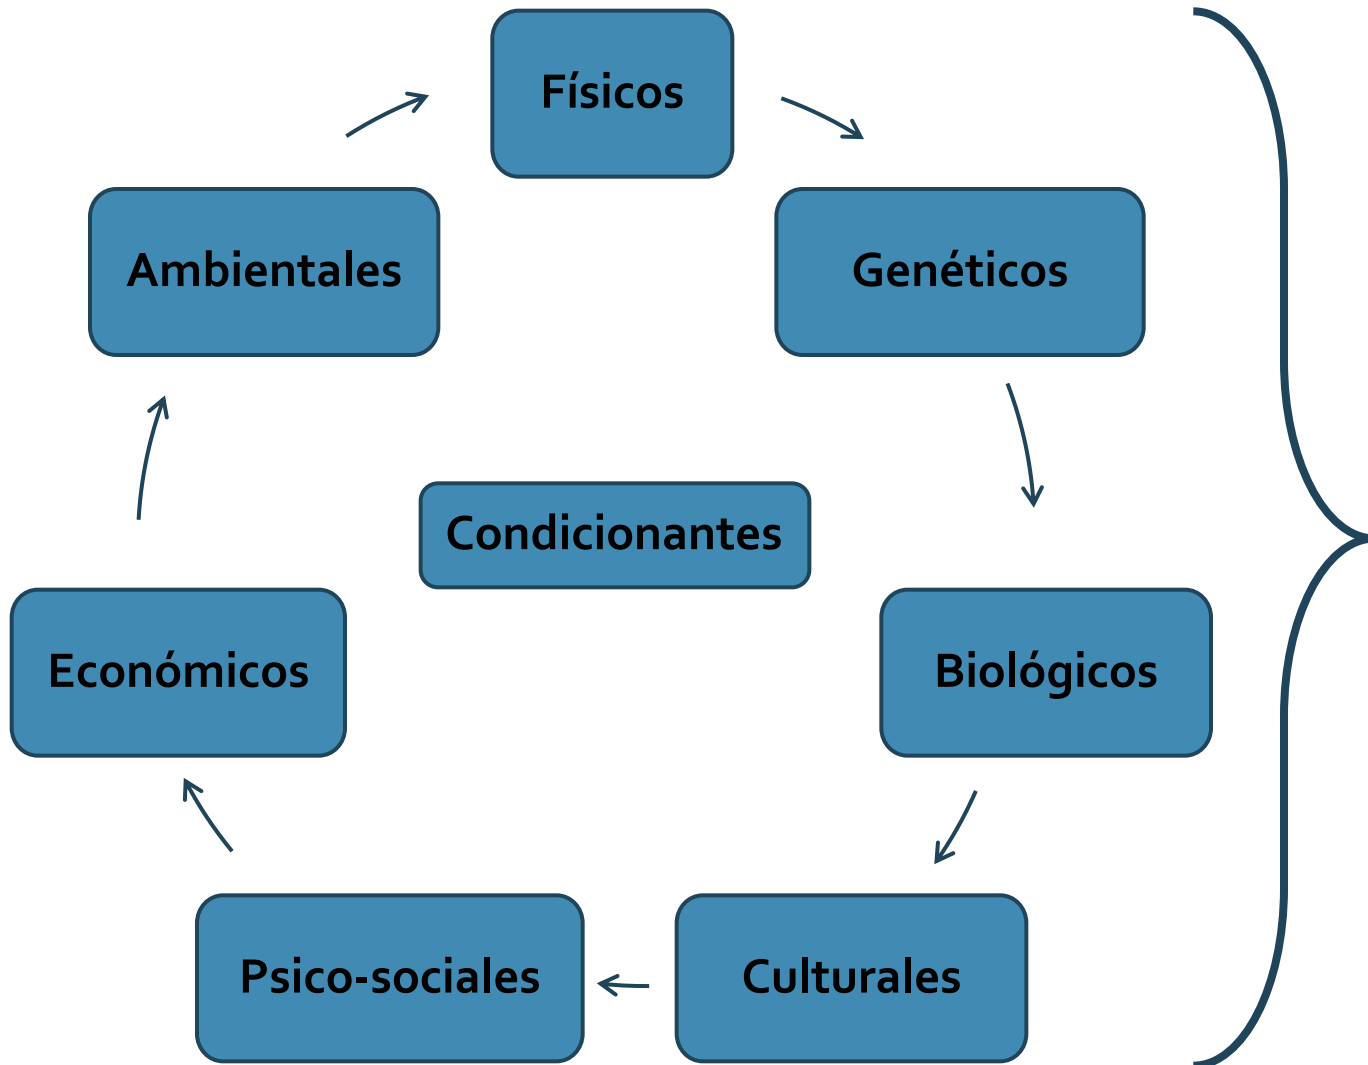 Físicos
Ambientales
Genéticos
Condicionantes
Económicos
Biológicos
Psico-sociales
Culturales